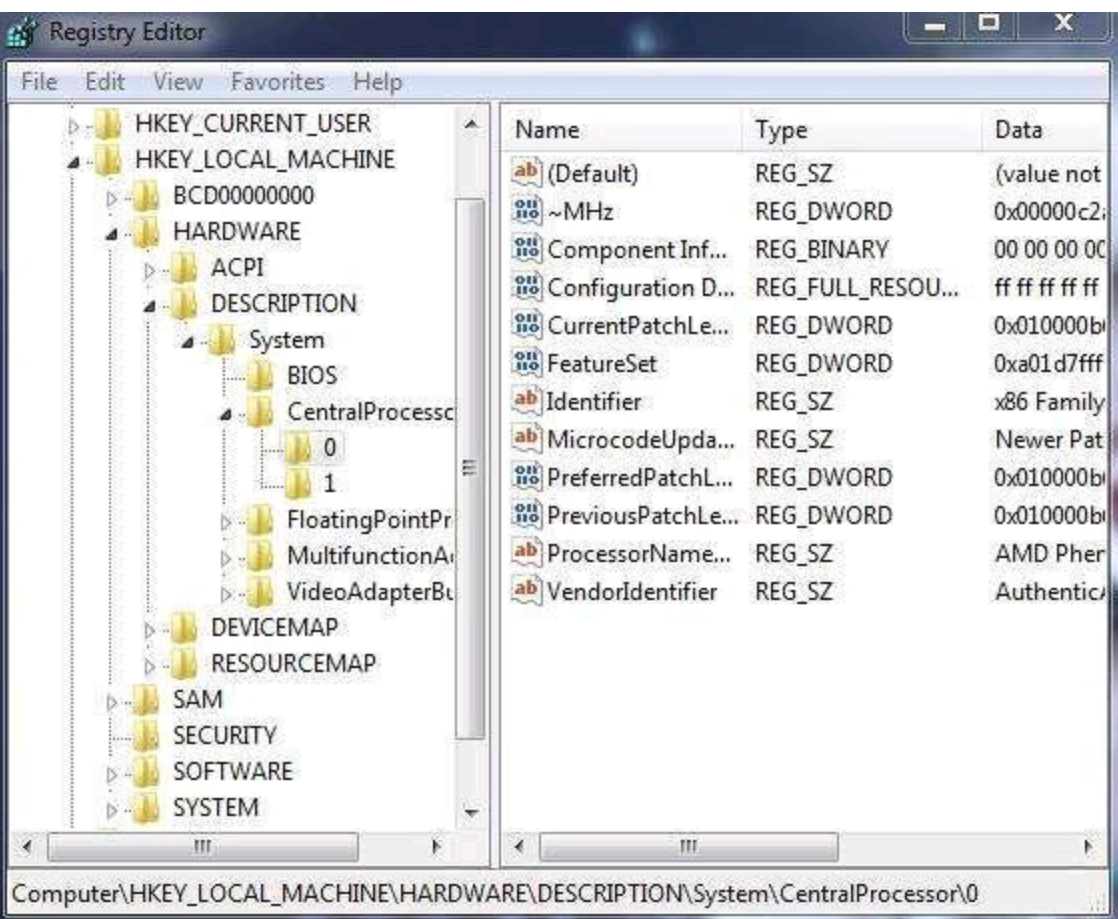 Registry Editor
File Edit View Favorites Help
HKEY_CURRENT_USER
HKEY_LOCAL_MACHINE
BCD00000000
HARDWARE
ACPI
DESCRIPTION
System
BIOS
CentralProcessc
0
1
FloatingPointPr
MultifunctionA
VideoAdapterBu
DEVICEMAP
RESOURCEMAP
SAM
SECURITY
SOFTWARE
SYSTEM
Name Type Data
(Default) REG_SZ (value not
~MHz REG_DWORD 0x00000c2
Component Inf... REG_BINARY 00 00 00 00
Configuration D... REG_FULL_RESOU... ff ff ff ff ff
CurrentPatchLe... REG_DWORD 0x010000b
FeatureSet REG_DWORD 0xa01d7fff
Identifier REG_SZ x86 Family
MicrocodeUpda... REG_SZ Newer Pat
PreferredPatchL... REG_DWORD 0x010000b
PreviousPatchLe... REG_DWORD 0x010000b
ProcessorName... REG_SZ AMD Phen
VendorIdentifier REG_SZ Authentic
Computer\HKEY_LOCAL_MACHINE\HARDWARE\DESCRIPTION\System\CentralProcessor\0